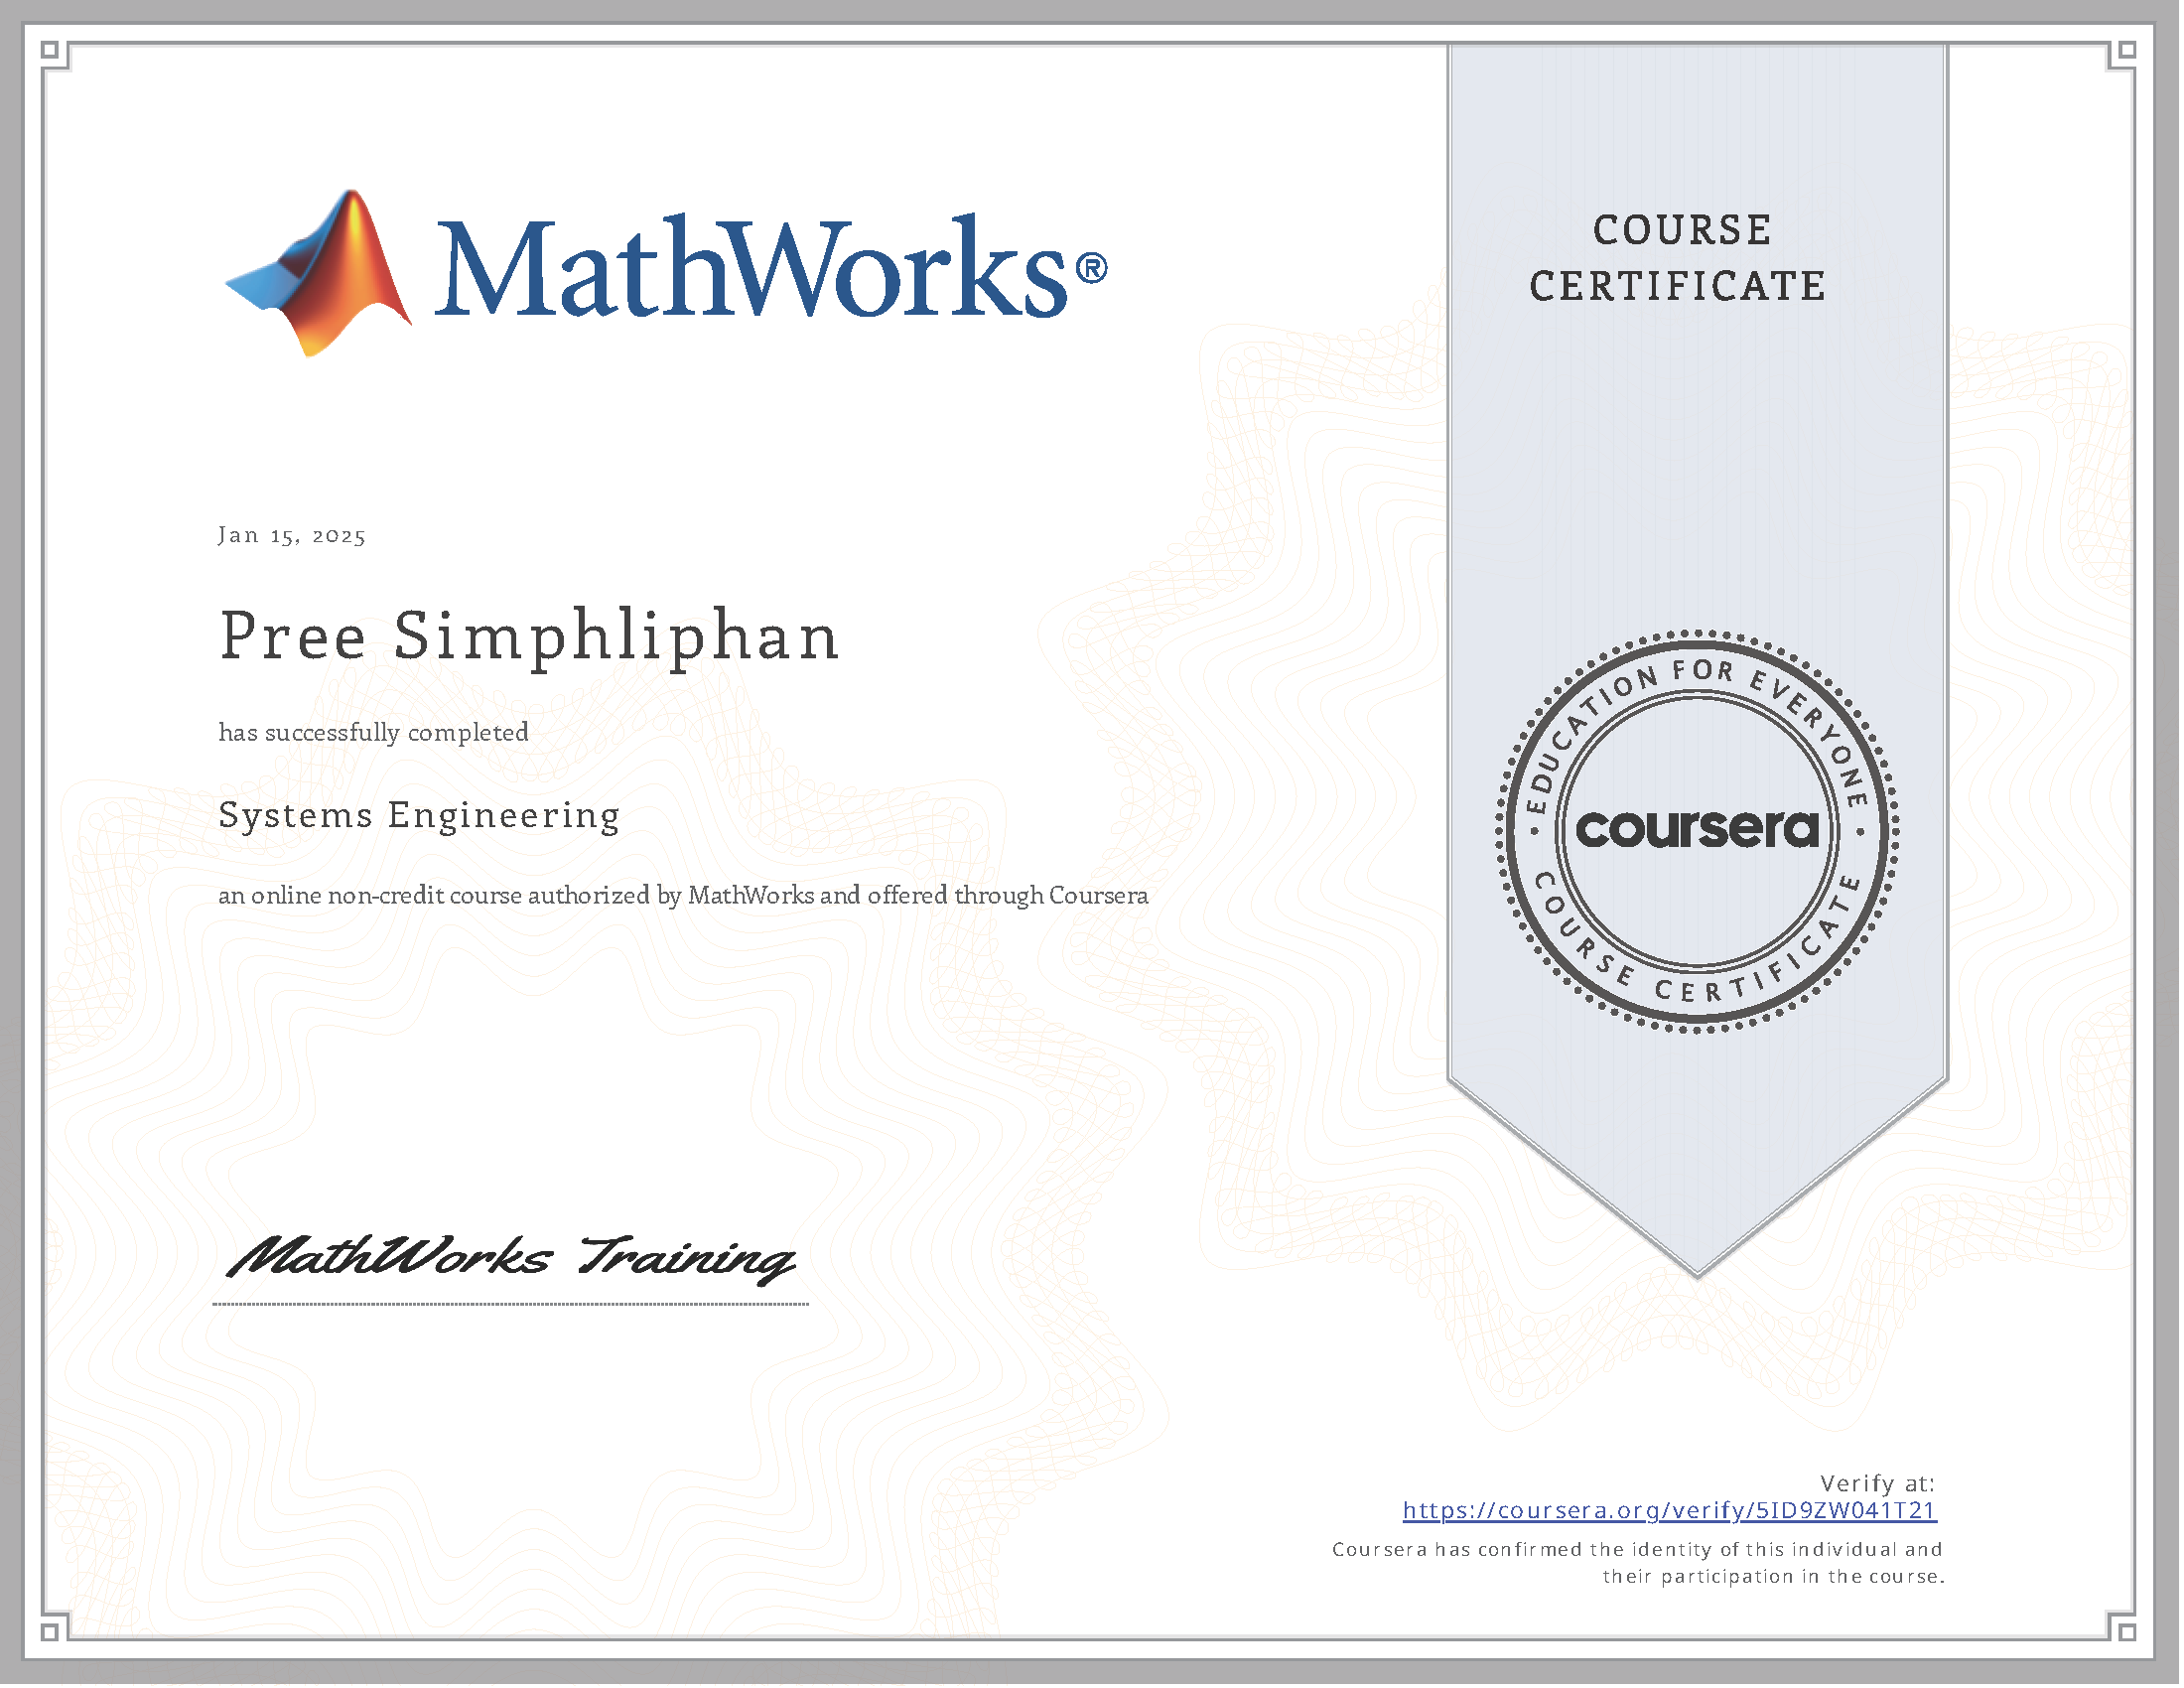 MathWorks®
COURSE
CERTIFICATE
Jan 15, 2025
Pree Simphliphan
has successfully completed
Systems Engineering
an online non-credit course authorized by MathWorks and offered through Coursera
EDUCATION FOR EVERYONE
coursera
COURSE CERTIFICATE
MathWorks Training
Verify at:
https://coursera.org/verify/5ID9ZW041T21
Coursera has confirmed the identity of this individual and
their participation in the course.